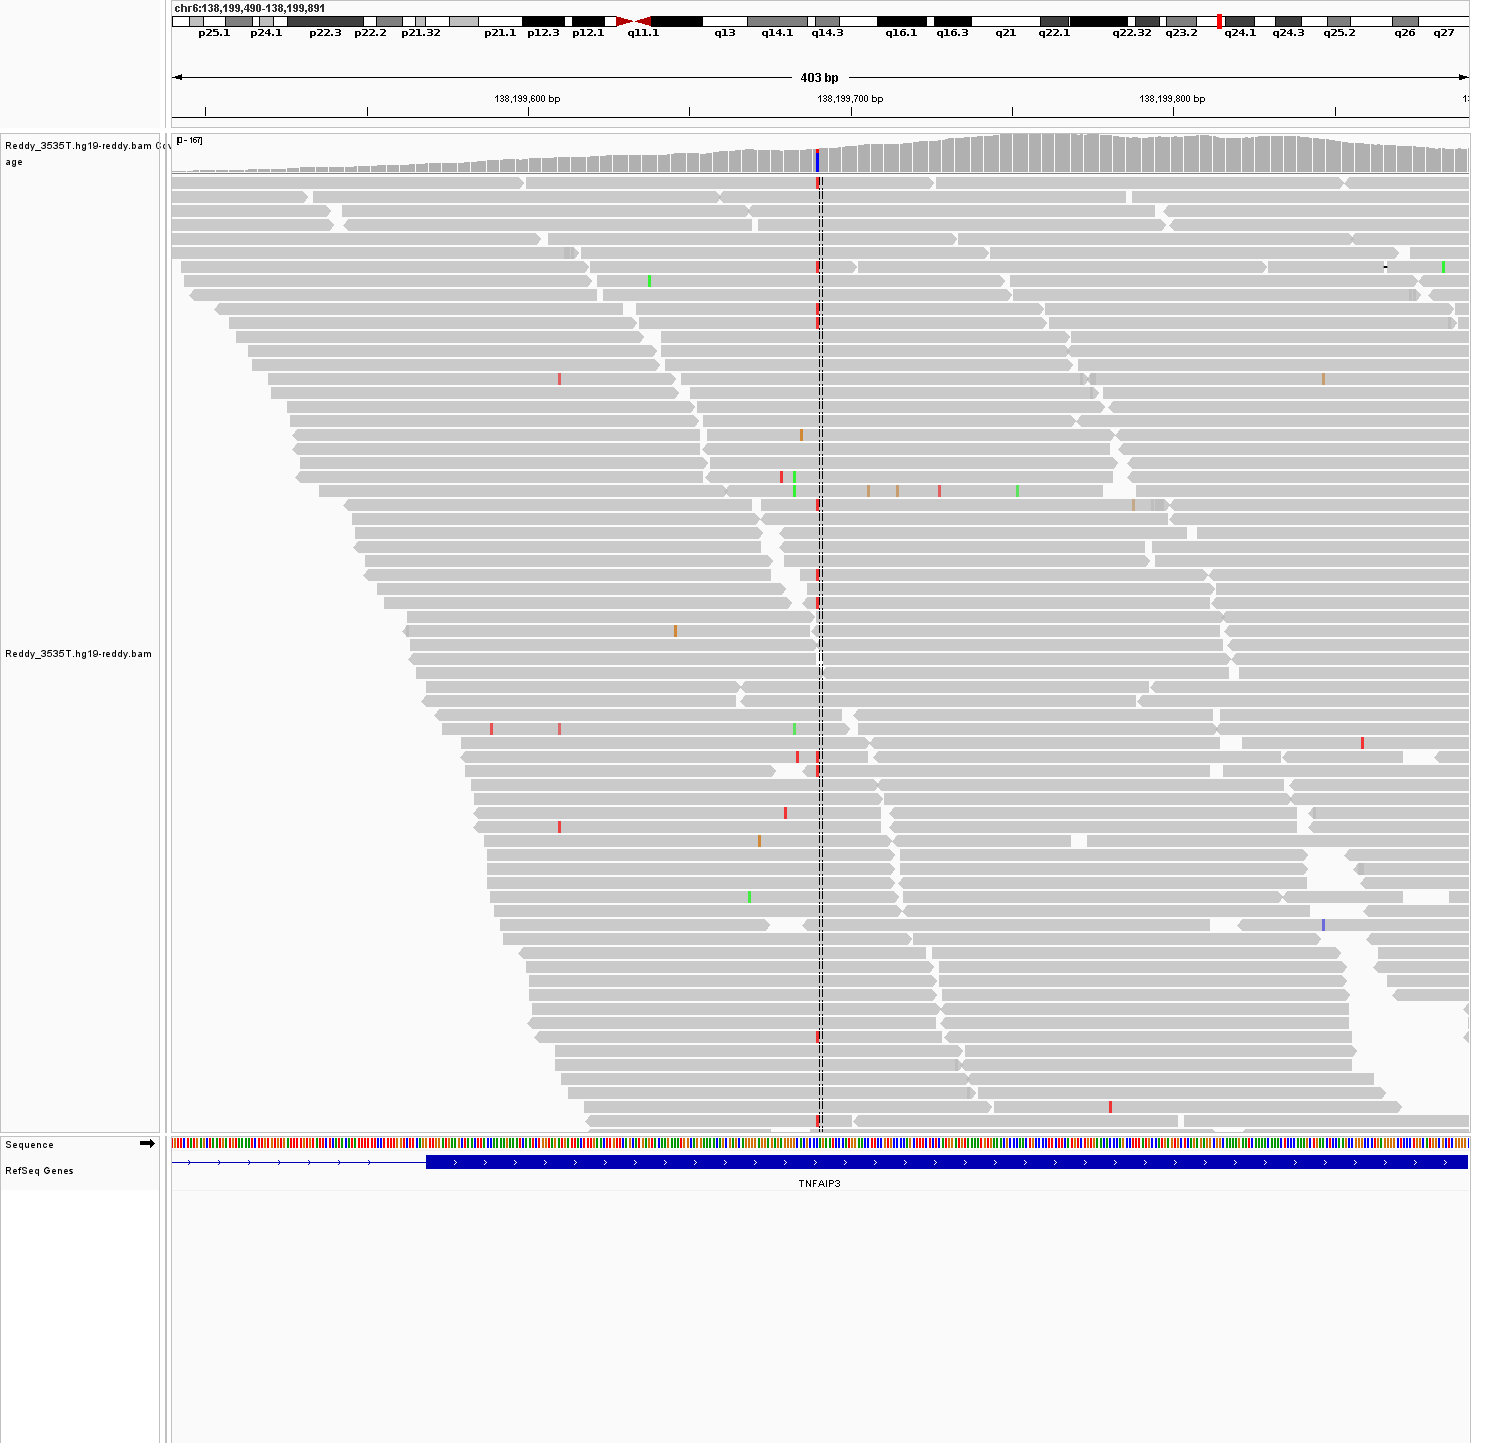 chr6:138,199,490-138,199,891
p25.1 p24.1 p22.3 p22.2 p21.32 p21.1 p12.3 p12.1 q11.1 q13 q14.1 q14.3 q16.1 q16.3 q21 q22.1 q22.32 q23.2 q24.1 q24.3 q25.2 q26 q27
403 bp
138,199,600 bp 138,199,700 bp 138,199,800 bp
[0 - 167]
Reddy_3535T.hg19-reddy.bam Cov
age
Reddy_3535T.hg19-reddy.bam
Sequence
RefSeq Genes
TNFAIP3